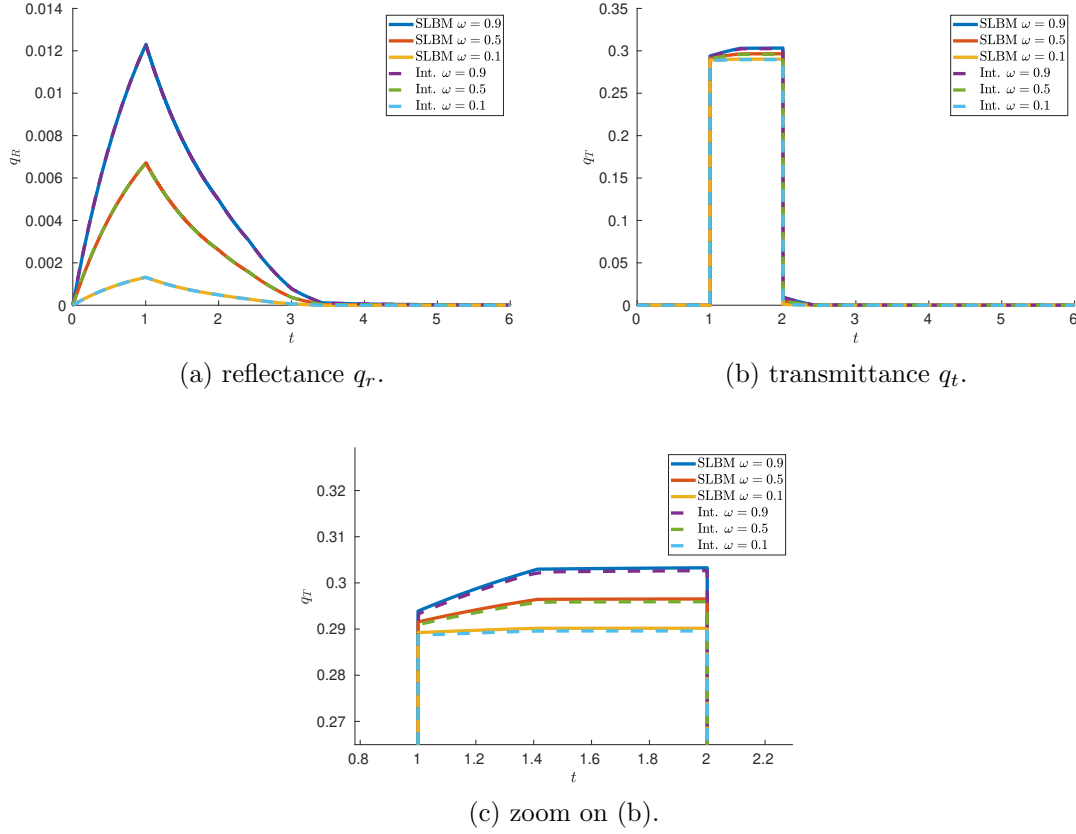 0.014
0.012
0.01
0.008
0.006
0.004
0.002
0
q_R
0 1 2 3 4 5 6
t
SLBM ω = 0.9
SLBM ω = 0.5
SLBM ω = 0.1
Int. ω = 0.9
Int. ω = 0.5
Int. ω = 0.1
(a) reflectance q_r.
0.35
0.3
0.25
0.2
0.15
0.1
0.05
0
q_T
0 1 2 3 4 5 6
t
SLBM ω = 0.9
SLBM ω = 0.5
SLBM ω = 0.1
Int. ω = 0.9
Int. ω = 0.5
Int. ω = 0.1
(b) transmittance q_t.
0.32
0.31
0.3
0.29
0.28
0.27
q_T
0.8 1 1.2 1.4 1.6 1.8 2 2.2
t
SLBM ω = 0.9
SLBM ω = 0.5
SLBM ω = 0.1
Int. ω = 0.9
Int. ω = 0.5
Int. ω = 0.1
(c) zoom on (b).